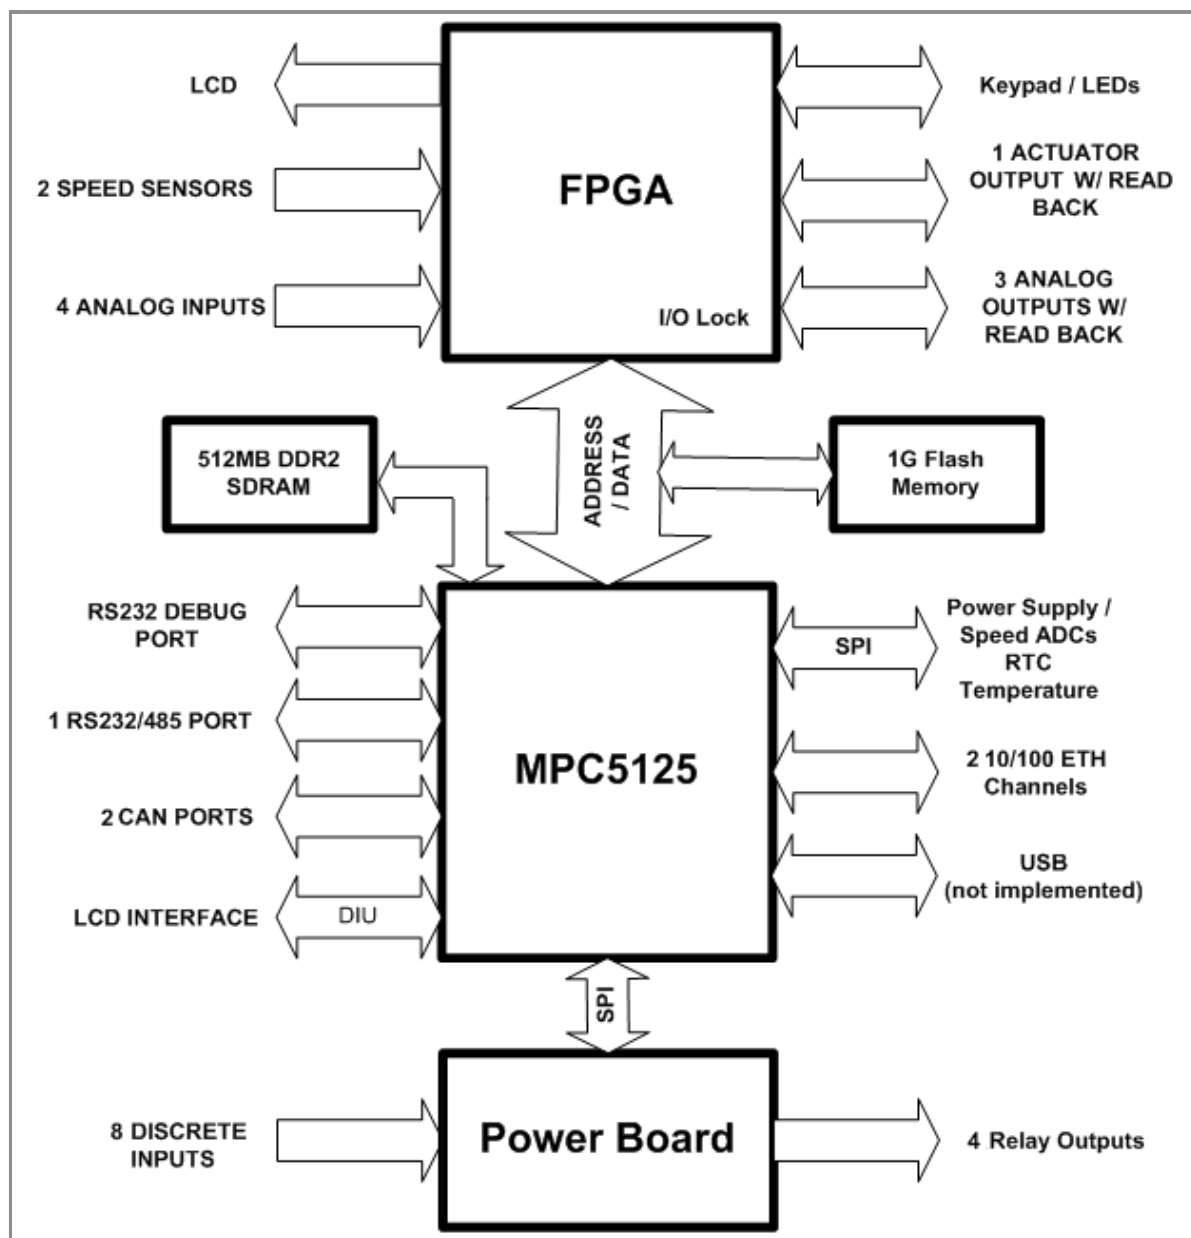 LCD
Keypad / LEDs
2 SPEED SENSORS
FPGA
1 ACTUATOR
OUTPUT W/ READ
BACK
4 ANALOG INPUTS
I/O Lock
3 ANALOG
OUTPUTS W/
READ BACK
512MB DDR2
SDRAM
ADDRESS
/ DATA
1G Flash
Memory
RS232 DEBUG
PORT
SPI
Power Supply /
Speed ADCs
RTC
Temperature
1 RS232/485 PORT
MPC5125
2 10/100 ETH
Channels
2 CAN PORTS
USB
(not implemented)
LCD INTERFACE
DIU
SPI
8 DISCRETE
INPUTS
Power Board
4 Relay Outputs